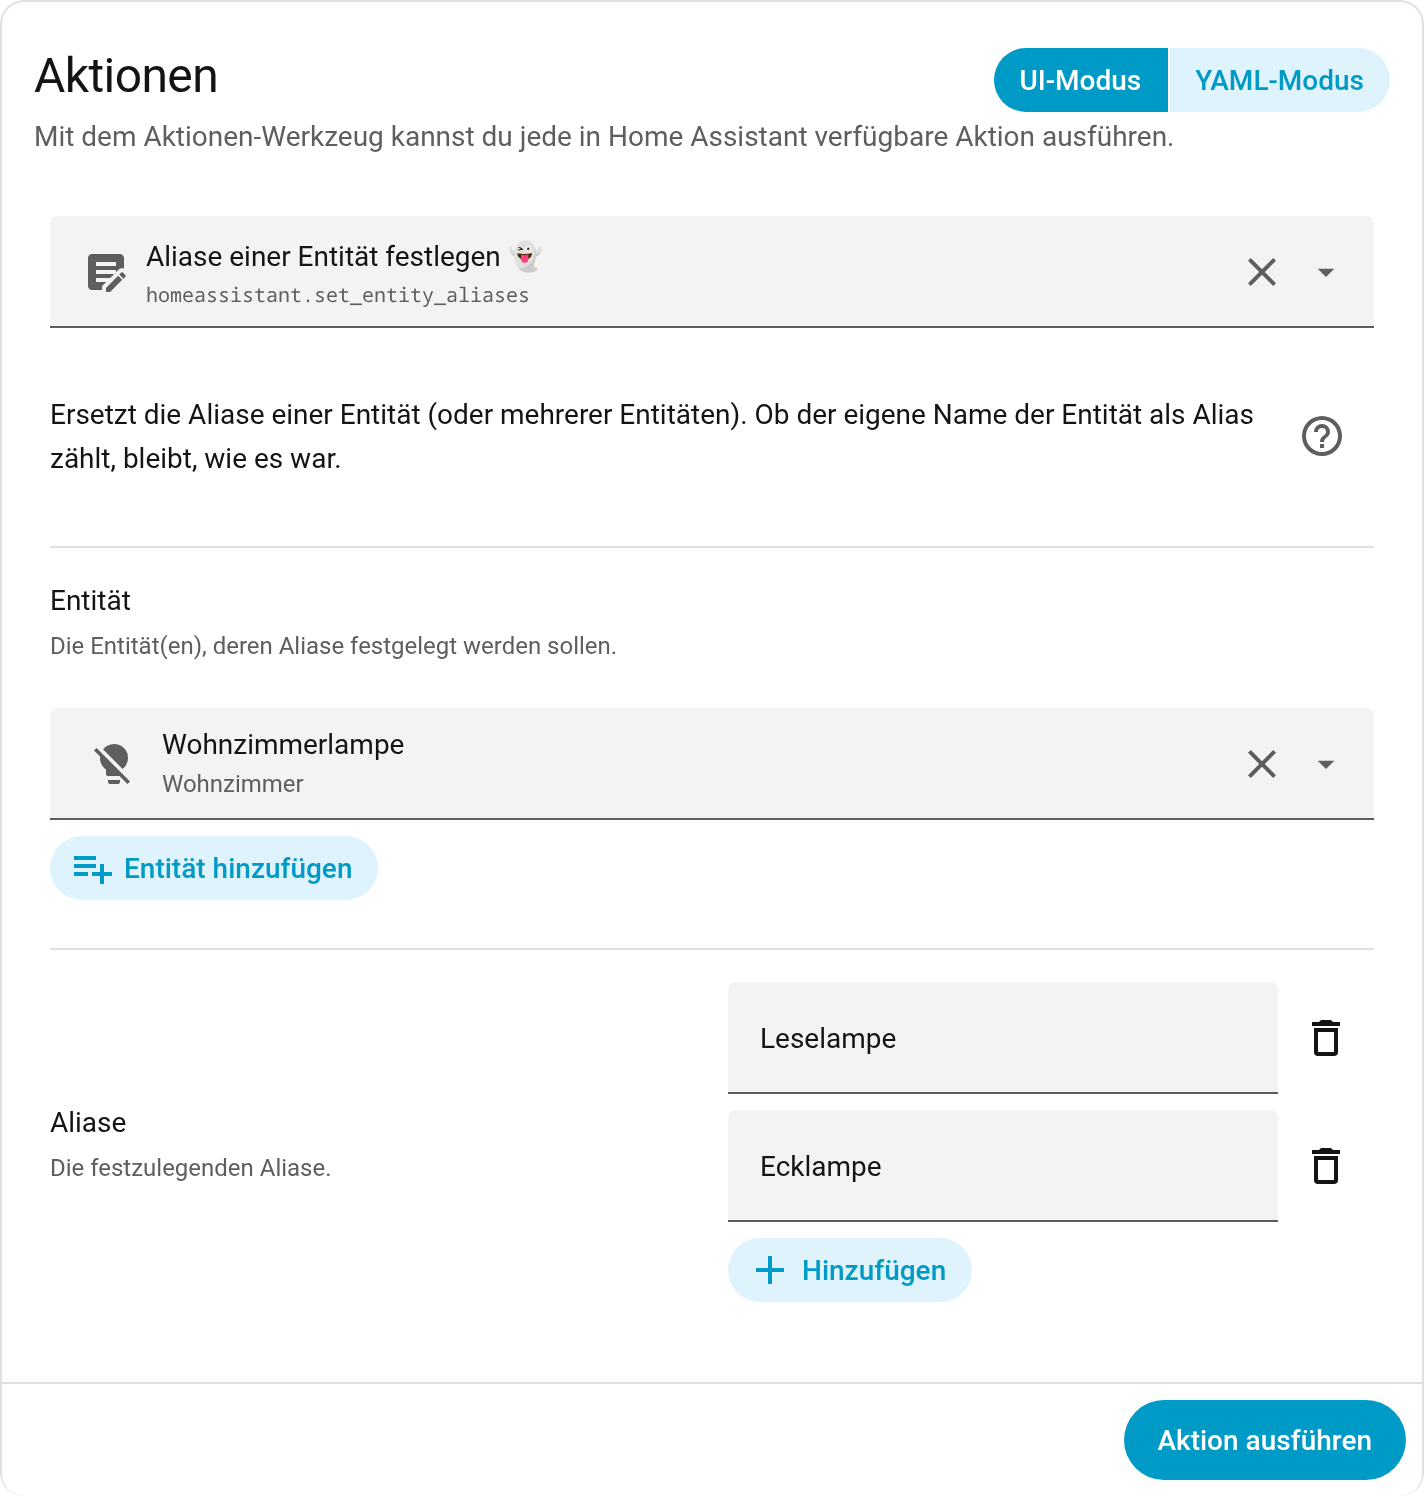 Aktionen
UI-Modus
YAML-Modus
Mit dem Aktionen-Werkzeug kannst du jede in Home Assistant verfügbare Aktion ausführen.
Aliase einer Entität festlegen 👻
homeassistant.set_entity_aliases
Ersetzt die Aliase einer Entität (oder mehrerer Entitäten). Ob der eigene Name der Entität als Alias
zählt, bleibt, wie es war.
Entität
Die Entität(en), deren Aliase festgelegt werden sollen.
Wohnzimmerlampe
Wohnzimmer
Entität hinzufügen
Aliase
Die festzulegenden Aliase.
Leselampe
Ecklampe
Hinzufügen
Aktion ausführen